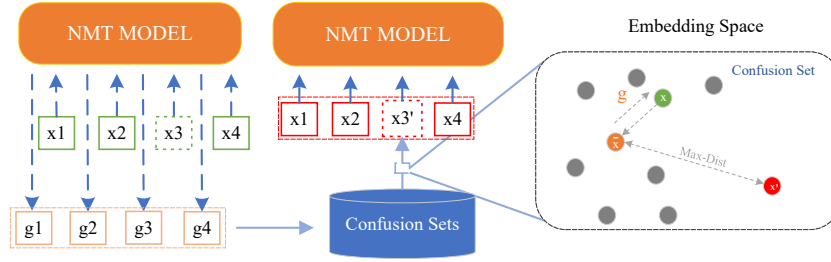 NMT MODEL
x1 x2 x3 x4
g1 g2 g3 g4
NMT MODEL
x1 x2 x3' x4
Confusion Sets
Embedding Space
Confusion Set
g
x
x̄
Max-Dist
x'